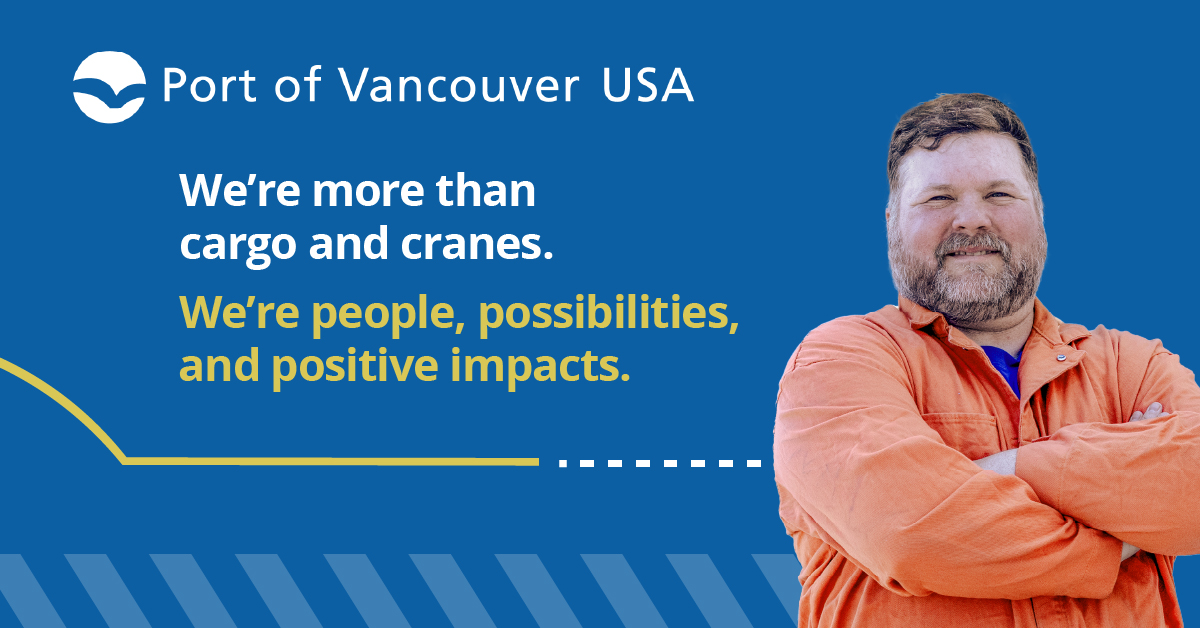 Port of Vancouver USA
We’re more than
cargo and cranes.
We’re people, possibilities,
and positive impacts.